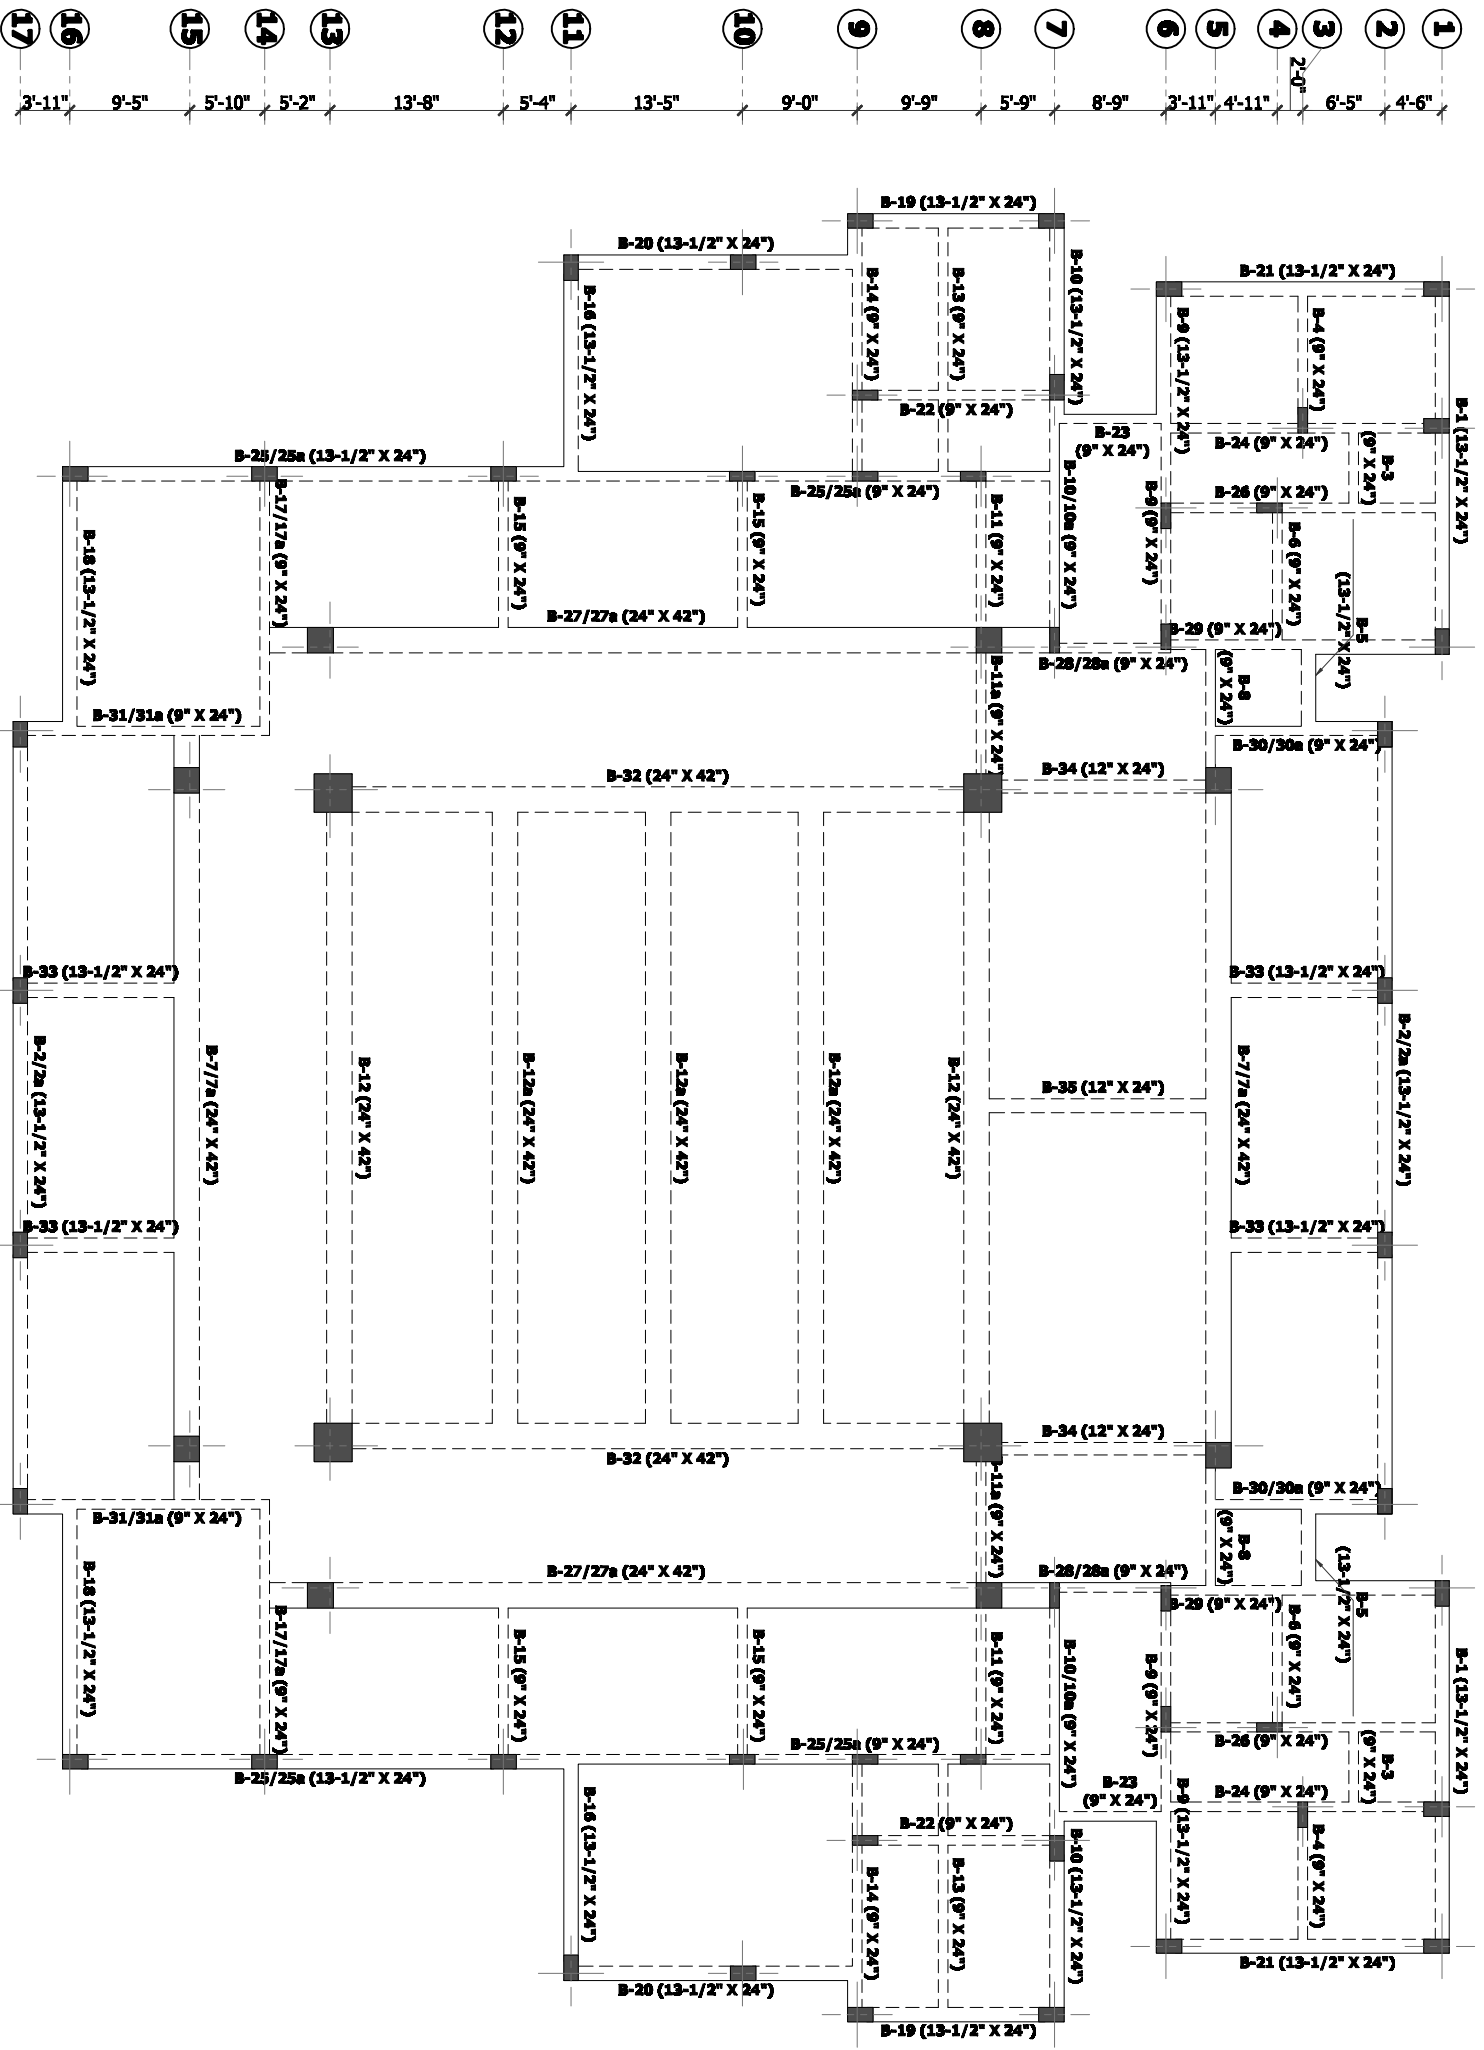 17 16 15 14 13 12 11 10 9 8 7 6 5 4 3 2 1
3'-11" 9'-5" 5'-10" 5'-2" 13'-8" 5'-4" 13'-5" 9'-0" 9'-9" 5'-9" 8'-9" 3'-11" 4'-11" 2'-0" 6'-5" 4'-6"
B-19 (13-1/2" X 24")
B-20 (13-1/2" X 24")
B-21 (13-1/2" X 24")
B-16 (13-1/2" X 24")
B-14 (9" X 24")
B-13 (9" X 24")
B-10 (13-1/2" X 24")
B-9 (13-1/2" X 24")
B-4 (9" X 24")
B-1 (13-1/2" X 24")
B-22 (9" X 24")
B-23
(9" X 24")
B-24 (9" X 24")
B-3
(9" X 24")
B-25/25a (13-1/2" X 24")
B-25/25a (9" X 24")
B-26 (9" X 24")
B-18 (13-1/2" X 24")
B-17/17a (9" X 24")
B-15 (9" X 24")
B-15 (9" X 24")
B-11 (9" X 24")
B-10/10a (9" X 24")
B-9 (9" X 24")
B-6 (9" X 24")
B-5
(13-1/2" X 24")
B-27/27a (24" X 42")
B-29 (9" X 24")
B-28/28a (9" X 24")
B-11a (9" X 24")
B-8
(9" X 24")
B-31/31a (9" X 24")
B-30/30a (9" X 24")
B-32 (24" X 42")
B-34 (12" X 24")
B-33 (13-1/2" X 24")
B-33 (13-1/2" X 24")
B-2/2a (13-1/2" X 24")
B-7/7a (24" X 42")
B-12 (24" X 42")
B-12a (24" X 42")
B-12a (24" X 42")
B-12a (24" X 42")
B-12 (24" X 42")
B-35 (12" X 24")
B-7/7a (24" X 42")
B-2/2a (13-1/2" X 24")
B-33 (13-1/2" X 24")
B-33 (13-1/2" X 24")
B-32 (24" X 42")
B-34 (12" X 24")
B-31/31a (9" X 24")
B-30/30a (9" X 24")
B-11a (9" X 24")
B-8
(9" X 24")
B-27/27a (24" X 42")
B-28/28a (9" X 24")
B-29 (9" X 24")
B-5
(13-1/2" X 24")
B-18 (13-1/2" X 24")
B-17/17a (9" X 24")
B-15 (9" X 24")
B-15 (9" X 24")
B-11 (9" X 24")
B-10/10a (9" X 24")
B-9 (9" X 24")
B-6 (9" X 24")
B-1 (13-1/2" X 24")
B-25/25a (13-1/2" X 24")
B-25/25a (9" X 24")
B-26 (9" X 24")
B-3
(9" X 24")
B-23
(9" X 24")
B-24 (9" X 24")
B-22 (9" X 24")
B-16 (13-1/2" X 24")
B-14 (9" X 24")
B-13 (9" X 24")
B-10 (13-1/2" X 24")
B-9 (13-1/2" X 24")
B-4 (9" X 24")
B-21 (13-1/2" X 24")
B-20 (13-1/2" X 24")
B-19 (13-1/2" X 24")